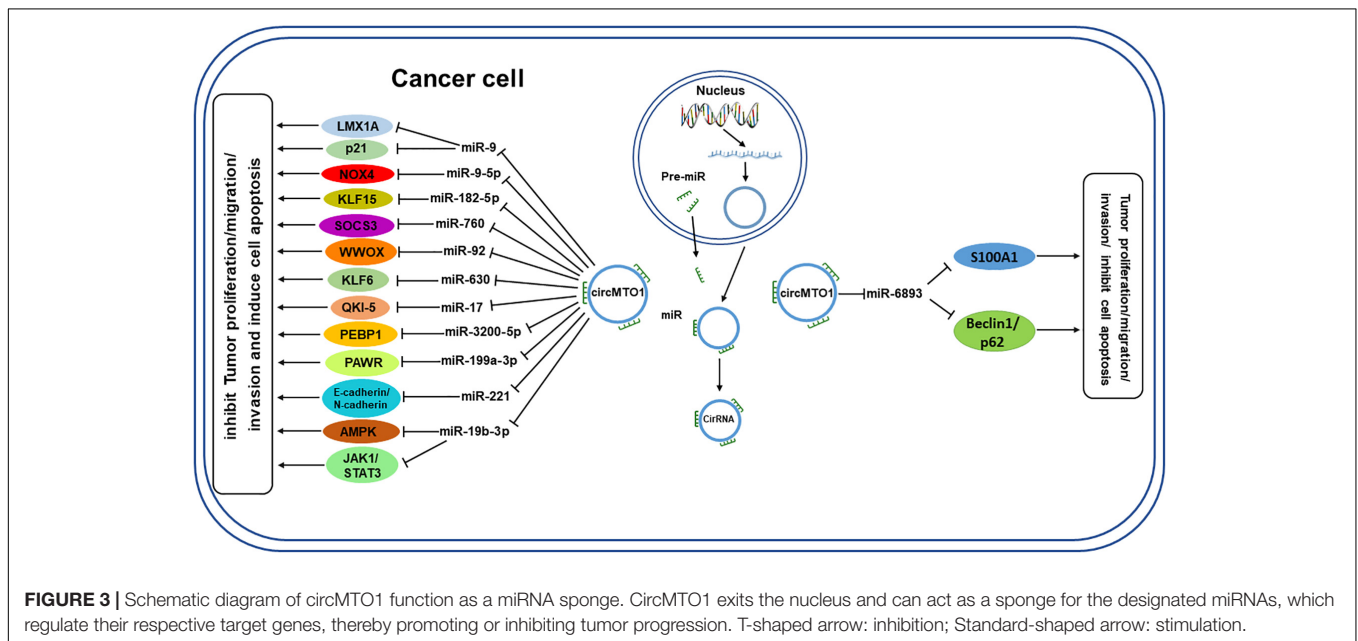 Cancer cell
inhibit Tumor proliferation/migration/
invasion and induce cell apoptosis
LMX1A
p21
NOX4
KLF15
SOCS3
WWOX
KLF6
QKI-5
PEBP1
PAWR
E-cadherin/
N-cadherin
AMPK
JAK1/
STAT3
miR-9
miR-9-5p
miR-182-5p
miR-760
miR-92
miR-630
miR-17
miR-3200-5p
miR-199a-3p
miR-221
miR-19b-3p
circMTO1
Nucleus
Pre-miR
miR
CirRNA
circMTO1
miR-6893
S100A1
Beclin1/
p62
Tumor proliferation/migration/
invasion/ inhibit cell apoptosis
FIGURE 3 | Schematic diagram of circMTO1 function as a miRNA sponge. CircMTO1 exits the nucleus and can act as a sponge for the designated miRNAs, which
regulate their respective target genes, thereby promoting or inhibiting tumor progression. T-shaped arrow: inhibition; Standard-shaped arrow: stimulation.